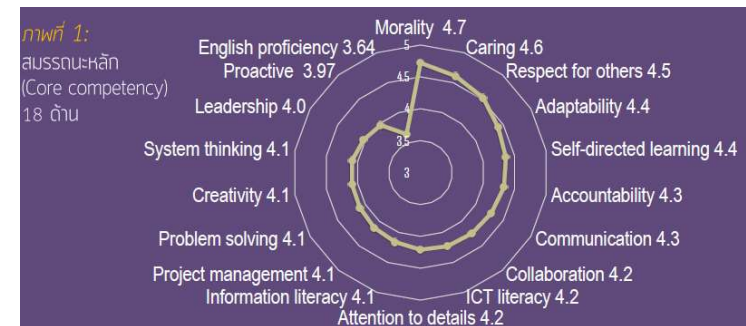 ภาพที่ 1:
สมรรถนะหลัก
(Core competency)
18 ด้าน
Morality 4.7
Caring 4.6
Respect for others 4.5
Adaptability 4.4
Self-directed learning 4.4
Accountability 4.3
Communication 4.3
Collaboration 4.2
ICT literacy 4.2
Attention to details 4.2
Information literacy 4.1
Project management 4.1
Problem solving 4.1
Creativity 4.1
System thinking 4.1
Leadership 4.0
Proactive 3.97
English proficiency 3.64
5
4.5
4
3.5
3